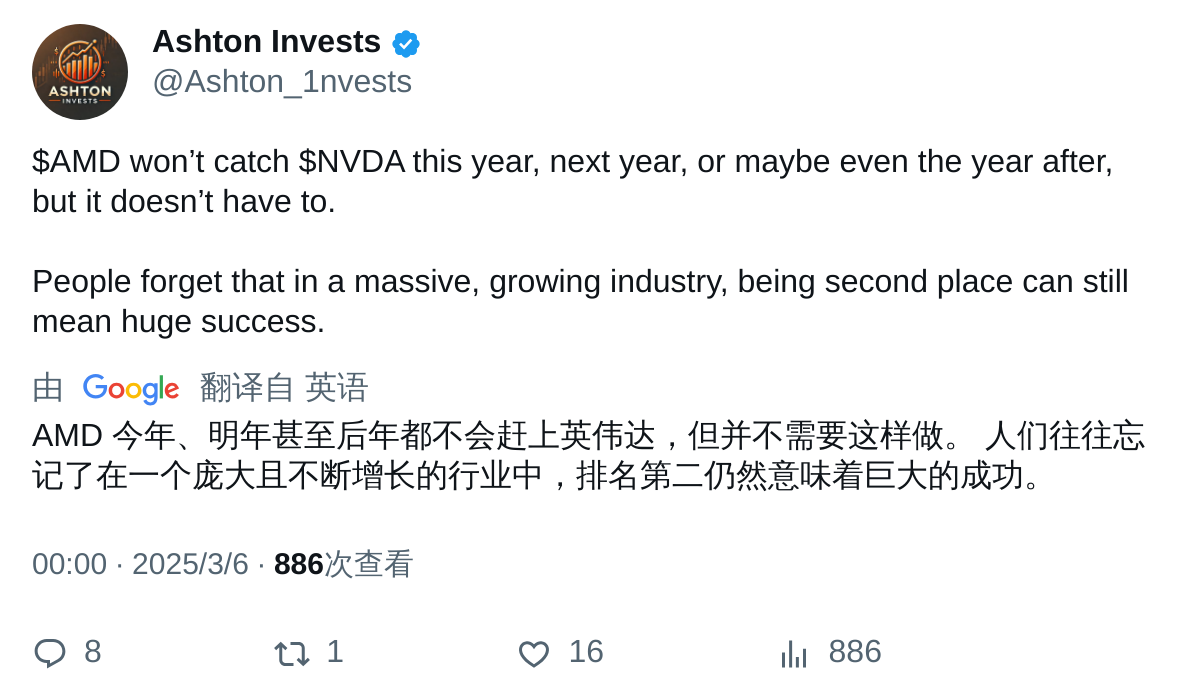 ASHTON
INVESTS
Ashton Invests
@Ashton_1nvests
$AMD won’t catch $NVDA this year, next year, or maybe even the year after,
but it doesn’t have to.
People forget that in a massive, growing industry, being second place can still
mean huge success.
由 Google 翻译自 英语
AMD 今年、明年甚至后年都不会赶上英伟达，但并不需要这样做。 人们往往忘
记了在一个庞大且不断增长的行业中，排名第二仍然意味着巨大的成功。
00:00 · 2025/3/6 · 886次查看
8 1 16 886